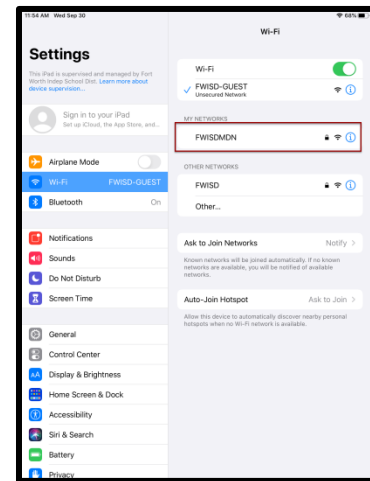 11:54 AM Wed Sep 30
68%
Settings
This iPad is supervised and managed by Fort
Worth Indep School Dist. Learn more about
device supervision...
Sign in to your iPad
Set up iCloud, the App Store, and...
Airplane Mode
Wi-Fi FWISD-GUEST
Bluetooth On
Notifications
Sounds
Do Not Disturb
Screen Time
General
Control Center
AA Display & Brightness
Home Screen & Dock
Accessibility
Siri & Search
Battery
Privacy
Wi-Fi
Wi-Fi
FWISD-GUEST
Unsecured Network
MY NETWORKS
FWISDMDN
OTHER NETWORKS
FWISD
Other...
Ask to Join Networks Notify
Known networks will be joined automatically. If no known
networks are available, you will be notified of available
networks.
Auto-Join Hotspot Ask to Join
Allow this device to automatically discover nearby personal
hotspots when no Wi-Fi network is available.